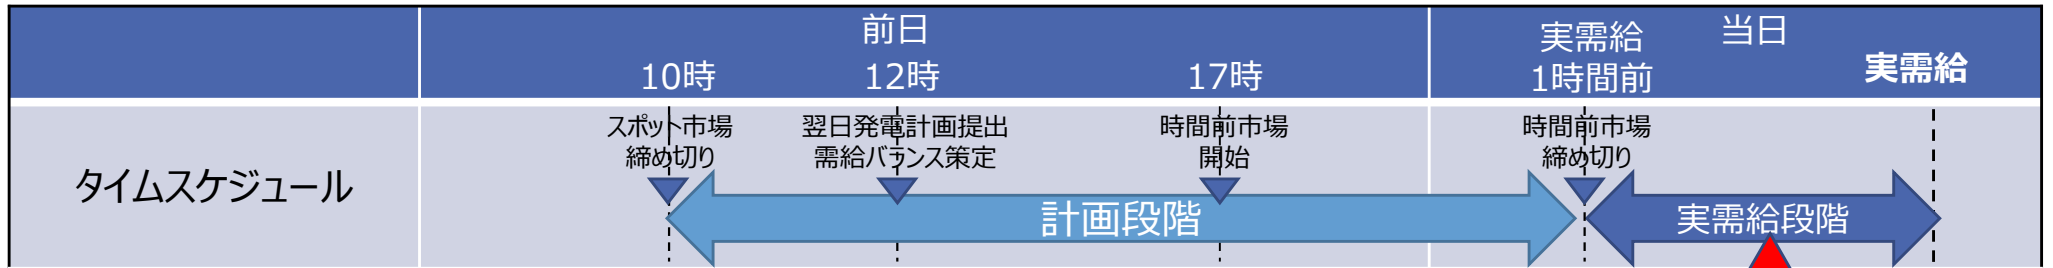 前日
10時
12時
17時
実需給
1時間前
当日
実需給
タイムスケジュール
スポット市場
締め切り
翌日発電計画提出
需給バランス策定
時間前市場
開始
時間前市場
締め切り
計画段階
実需給段階